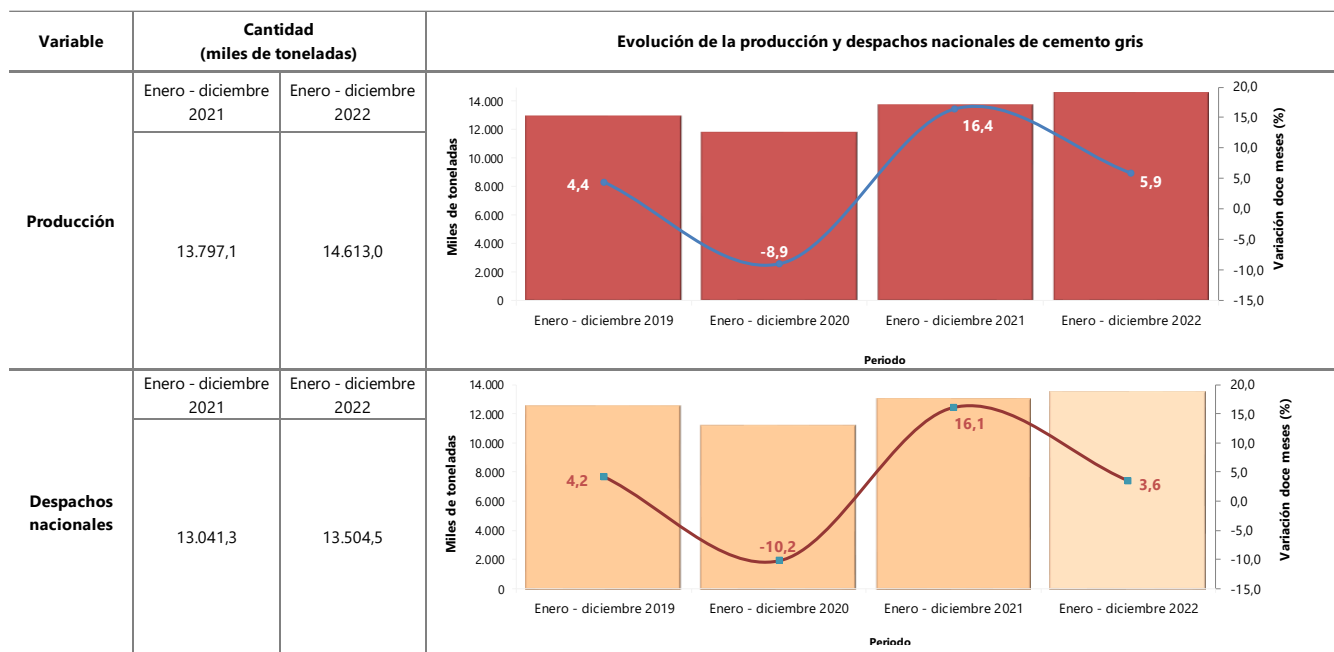 Variable
Cantidad
(miles de toneladas)
Evolución de la producción y despachos nacionales de cemento gris
Producción
Enero - diciembre
2021
Enero - diciembre
2022
13.797,1
14.613,0
Miles de toneladas
14.000
12.000
10.000
8.000
6.000
4.000
2.000
0
4,4
-8,9
16,4
5,9
20,0
15,0
10,0
5,0
0,0
-5,0
-10,0
-15,0
Variación doce meses (%)
Enero - diciembre 2019
Enero - diciembre 2020
Enero - diciembre 2021
Enero - diciembre 2022
Periodo
Despachos
nacionales
Enero - diciembre
2021
Enero - diciembre
2022
13.041,3
13.504,5
Miles de toneladas
14.000
12.000
10.000
8.000
6.000
4.000
2.000
0
4,2
-10,2
16,1
3,6
20,0
15,0
10,0
5,0
0,0
-5,0
-10,0
-15,0
Variación doce meses (%)
Enero - diciembre 2019
Enero - diciembre 2020
Enero - diciembre 2021
Enero - diciembre 2022
Periodo